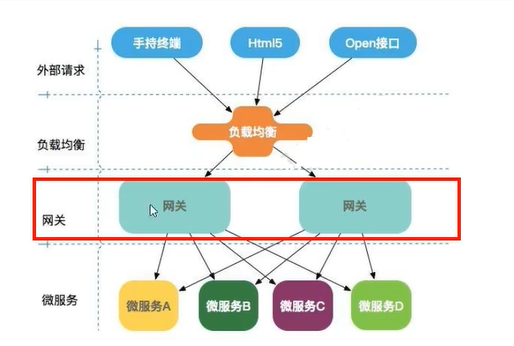 手持终端
Html5
Open接口
外部请求
负载均衡
负载均衡
网关
网关
网关
微服务
微服务A
微服务B
微服务C
微服务D